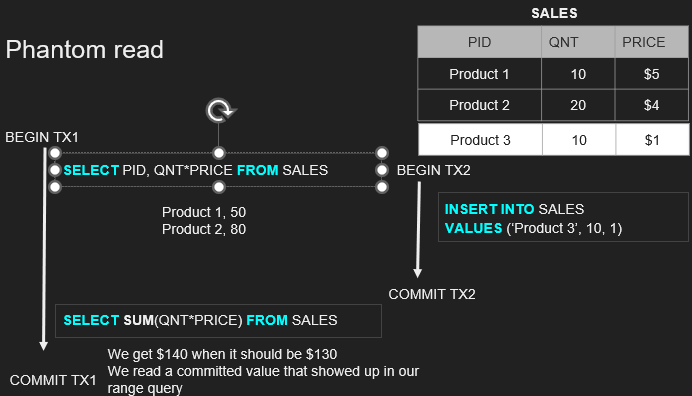 SALES
PID QNT PRICE
Product 1 10 $5
Product 2 20 $4
Product 3 10 $1
Phantom read
BEGIN TX1
SELECT PID, QNT*PRICE FROM SALES
BEGIN TX2
Product 1, 50
Product 2, 80
INSERT INTO SALES
VALUES ('Product 3', 10, 1)
COMMIT TX2
SELECT SUM(QNT*PRICE) FROM SALES
We get $140 when it should be $130
We read a committed value that showed up in our
range query
COMMIT TX1